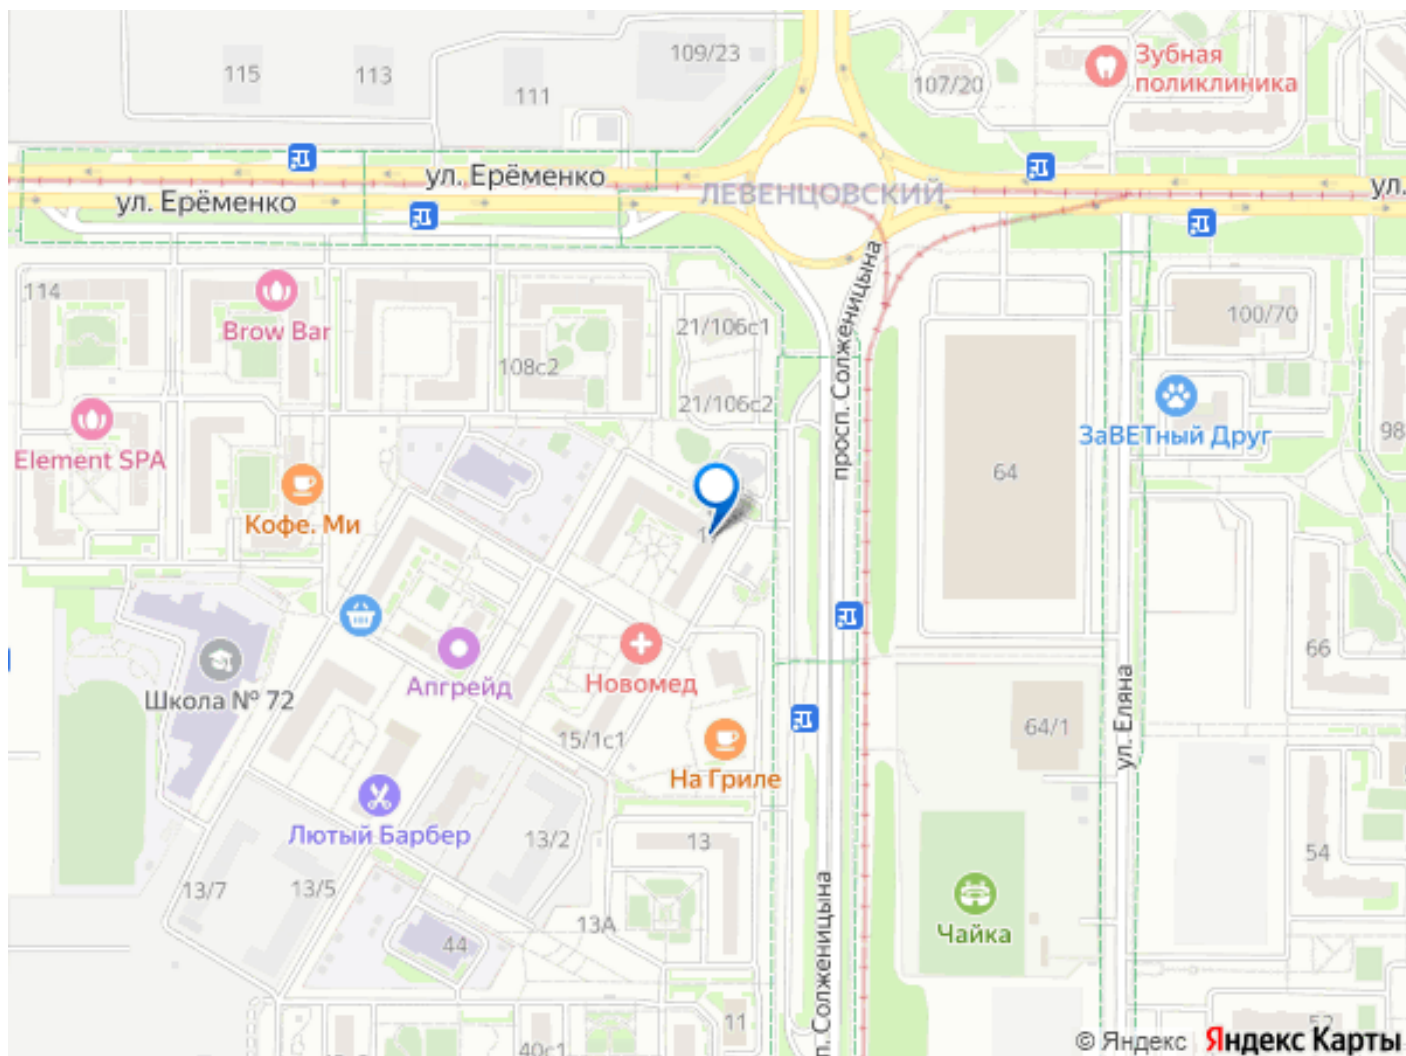 109/23
115
113
111
107/20
Зубная
поликлиника
ул. Ерёменко
ул. Ерёменко
ЛЕВЕНЦОВСКИЙ
ул.
114
Brow Bar
21/106с1
100/70
108с2
21/106с2
просп. Солженицына
ЗаВЕТный Друг
98
Element SPA
64
Кофе. Ми
Школа № 72
Апгрейд
Новомед
66
15/1с1
На Гриле
64/1
ул. Еляна
Лютый Барбер
13/2
13
54
13/7
13/5
13А
44
Чайка
п. Солженицына
11
40с1
52
© Яндекс Яндекс Карты